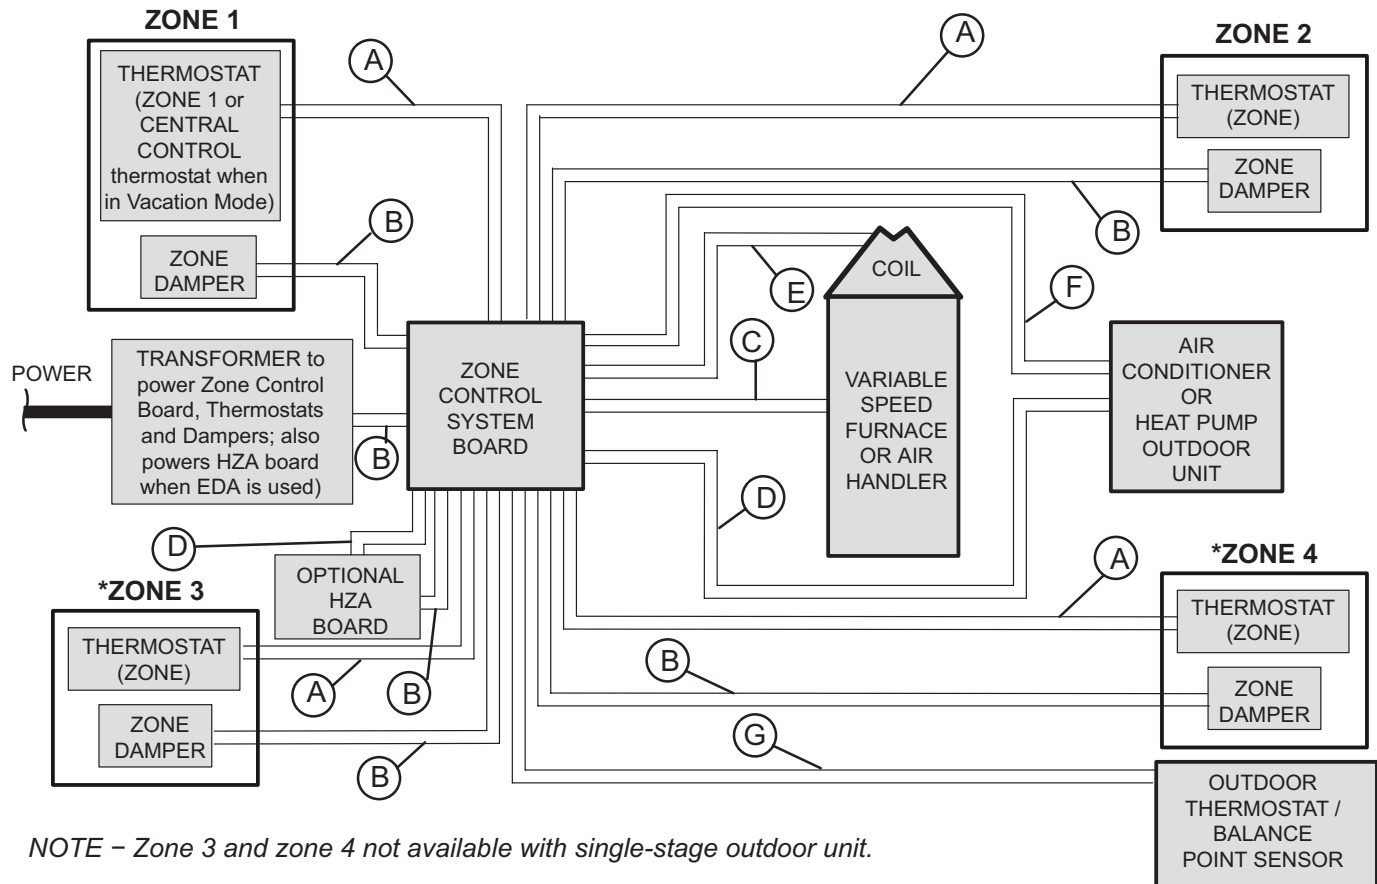 ZONE 1
THERMOSTAT
(ZONE 1 or
CENTRAL
CONTROL
thermostat when
in Vacation Mode)
ZONE
DAMPER
A
B
A
ZONE 2
THERMOSTAT
(ZONE)
ZONE
DAMPER
B
POWER
TRANSFORMER to
power Zone Control
Board, Thermostats
and Dampers; also
powers HZA board
when EDA is used)
B
ZONE
CONTROL
SYSTEM
BOARD
E
C
COIL
VARIABLE
SPEED
FURNACE
OR AIR
HANDLER
F
AIR
CONDITIONER
OR
HEAT PUMP
OUTDOOR
UNIT
D
D
OPTIONAL
HZA
BOARD
*ZONE 3
THERMOSTAT
(ZONE)
ZONE
DAMPER
A
B
B
A
*ZONE 4
THERMOSTAT
(ZONE)
ZONE
DAMPER
B
G
OUTDOOR
THERMOSTAT /
BALANCE
POINT SENSOR
NOTE − Zone 3 and zone 4 not available with single-stage outdoor unit.